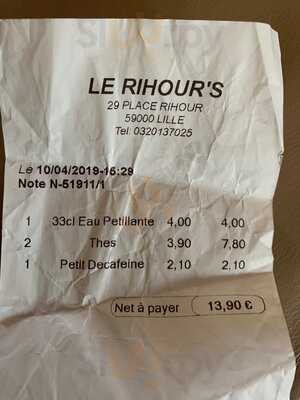 LE RIHOUR'S
29 PLACE RIHOUR
59000 LILLE
Tel: 0320137025
Le 10/04/2019-15:29
Note N-51911/1
1 33cl Eau Petillante 4,00 4,00
2 Thes 3,90 7,80
1 Petit Decafeine 2,10 2,10
Net à payer 13,90 €